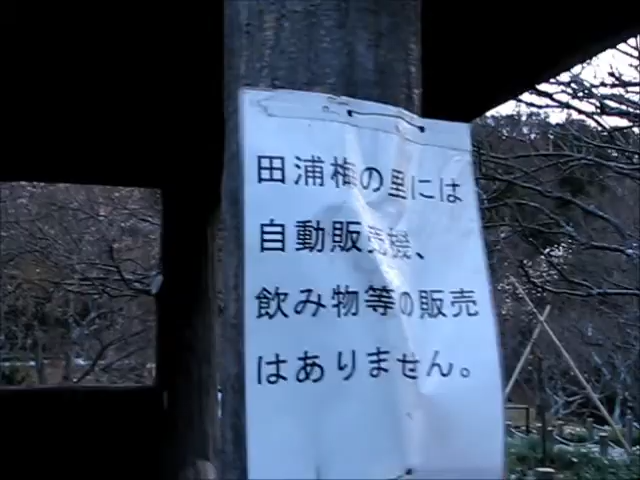 田浦梅の里には
自動販売機、
飲み物等の販売
はありません。